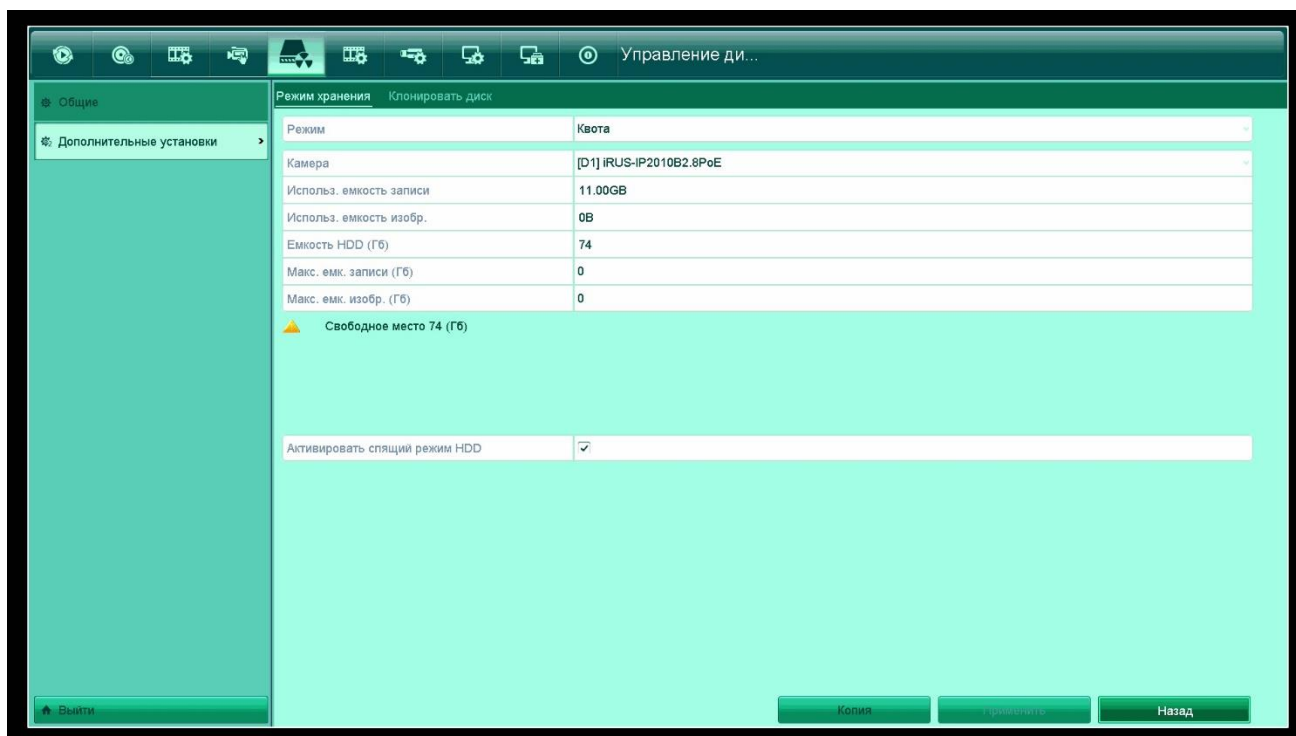 Управление ди...
Общие
Дополнительные установки
Режим хранения Клонировать диск
Режим Квота
Камера [D1] iRUS-IP2010B2.8PoE
Использ. емкость записи 11.00GB
Использ. емкость изобр. 0B
Емкость HDD (Гб) 74
Макс. емк. записи (Гб) 0
Макс. емк. изобр. (Гб) 0
Свободное место 74 (Гб)
Активировать спящий режим HDD
Выйти
Копия Применить Назад